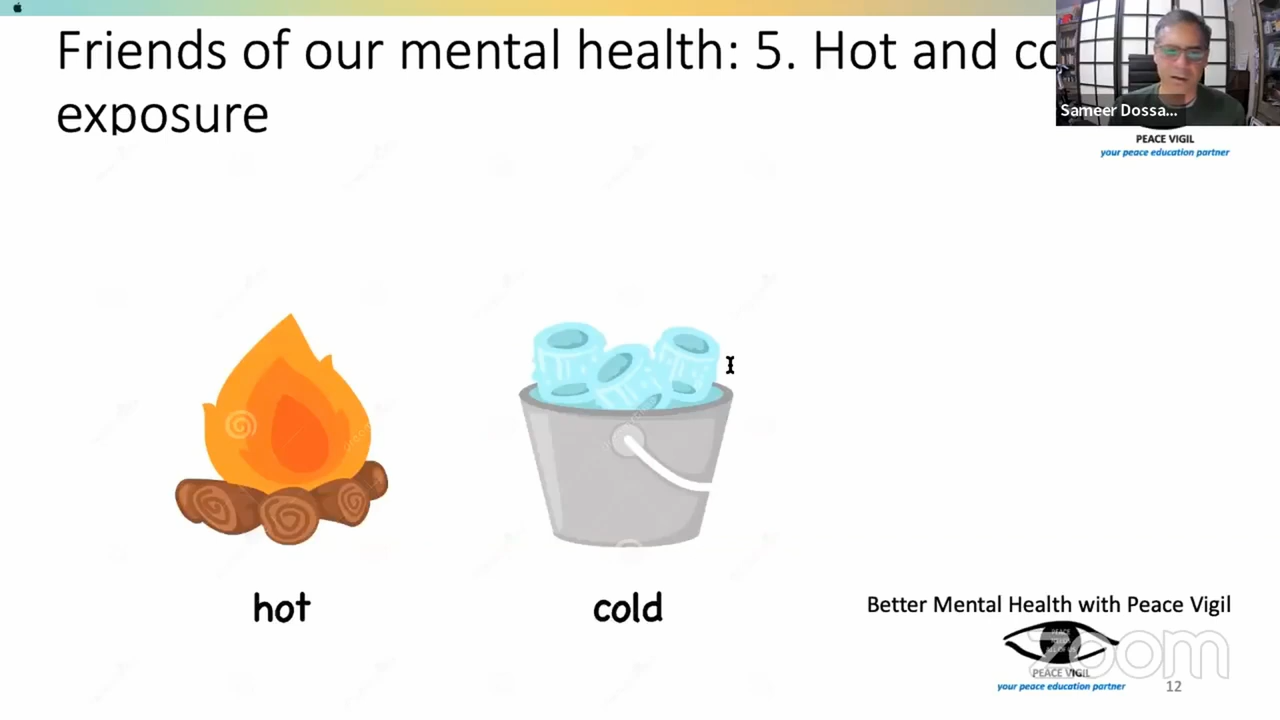 Friends of our mental health: 5. Hot and co
exposure
Sameer Dossa...
PEACE VIGIL
your peace education partner
hot
cold
Better Mental Health with Peace Vigil
zoom
PEACE VIGIL
your peace education partner
12